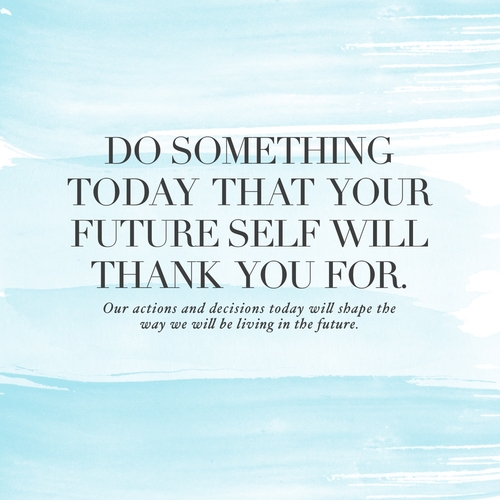 DO SOMETHING
TODAY THAT YOUR
FUTURE SELF WILL
THANK YOU FOR.
Our actions and decisions today will shape the
way we will be living in the future.